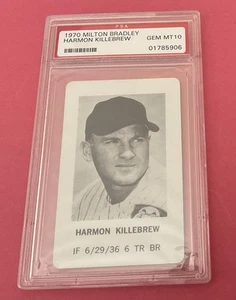 PSA
1970 MILTON BRADLEY
HARMON KILLEBREW
GEM MT10
01785906
HARMON KILLEBREW
IF 6/29/36 6 TR BR